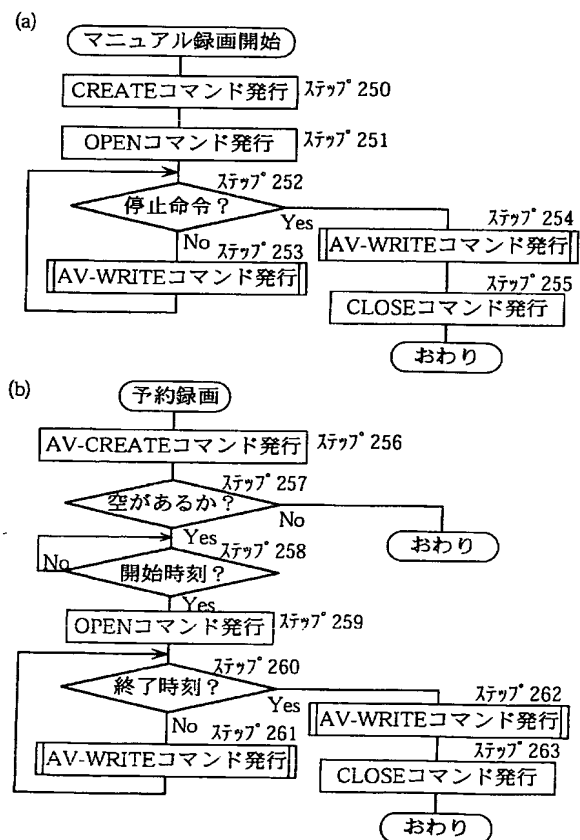 (a)
マニュアル録画開始
CREATEコマンド発行 ステップ250
OPENコマンド発行 ステップ251
ステップ252
停止命令?
Yes
No
ステップ253
AV-WRITEコマンド発行
ステップ254
AV-WRITEコマンド発行
ステップ255
CLOSEコマンド発行
おわり
(b)
予約録画
AV-CREATEコマンド発行 ステップ256
ステップ257
空があるか?
No
おわり
Yes
ステップ258
No
開始時刻?
Yes
OPENコマンド発行 ステップ259
ステップ260
終了時刻?
Yes
No
ステップ261
AV-WRITEコマンド発行
ステップ262
AV-WRITEコマンド発行
ステップ263
CLOSEコマンド発行
おわり